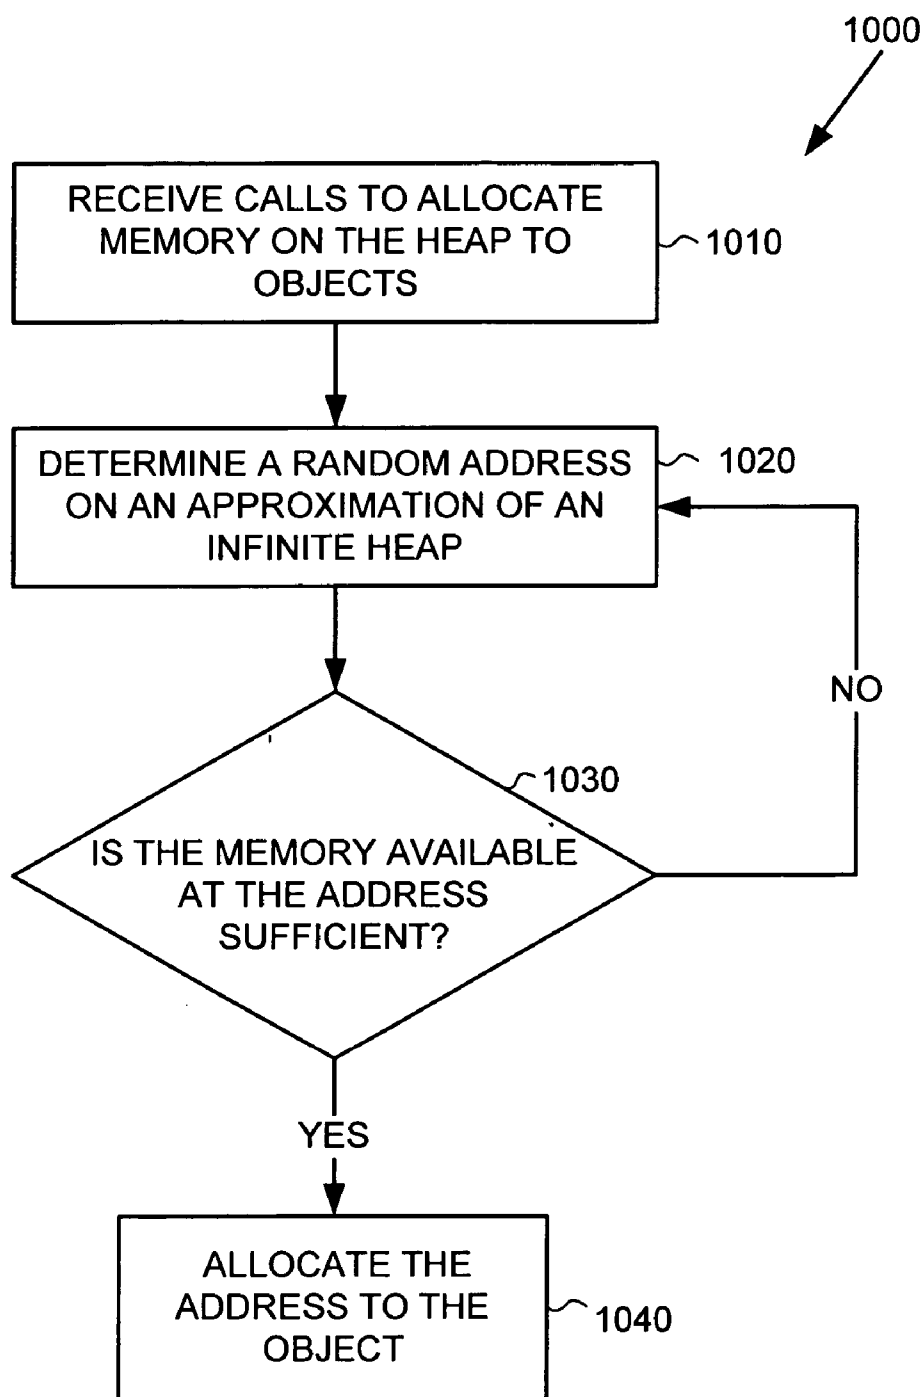 1000
RECEIVE CALLS TO ALLOCATE
MEMORY ON THE HEAP TO
OBJECTS
1010
DETERMINE A RANDOM ADDRESS
ON AN APPROXIMATION OF AN
INFINITE HEAP
1020
NO
1030
IS THE MEMORY AVAILABLE
AT THE ADDRESS
SUFFICIENT?
YES
ALLOCATE THE
ADDRESS TO THE
OBJECT
1040